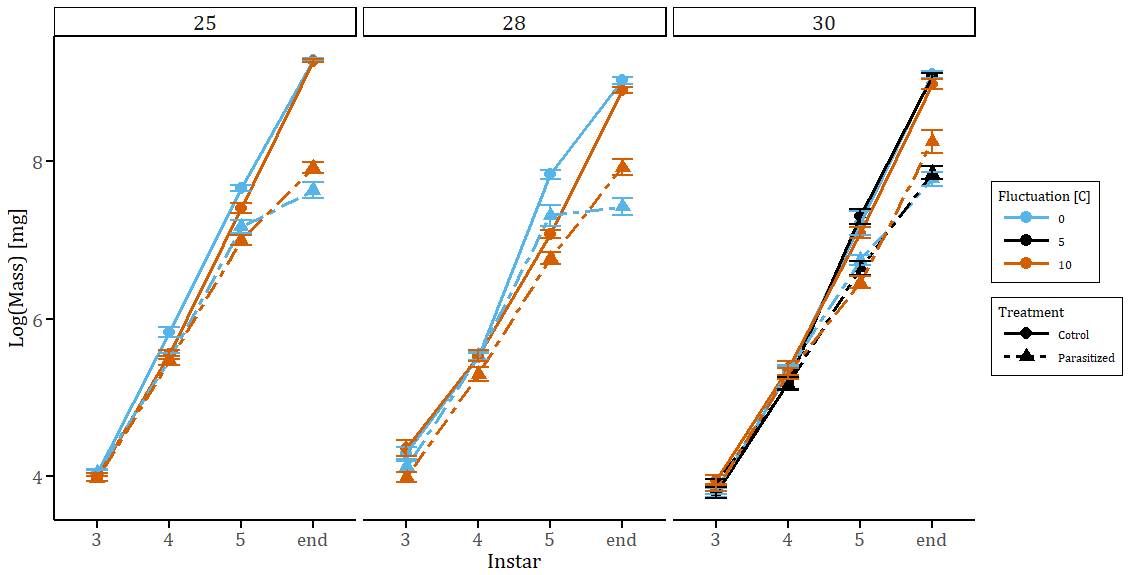 25 28 30
Log(Mass) [mg]
8
6
4
3 4 5 end 3 4 5 end 3 4 5 end
Instar
Fluctuation [C]
0
5
10
Treatment
Cotrol
Parasitized